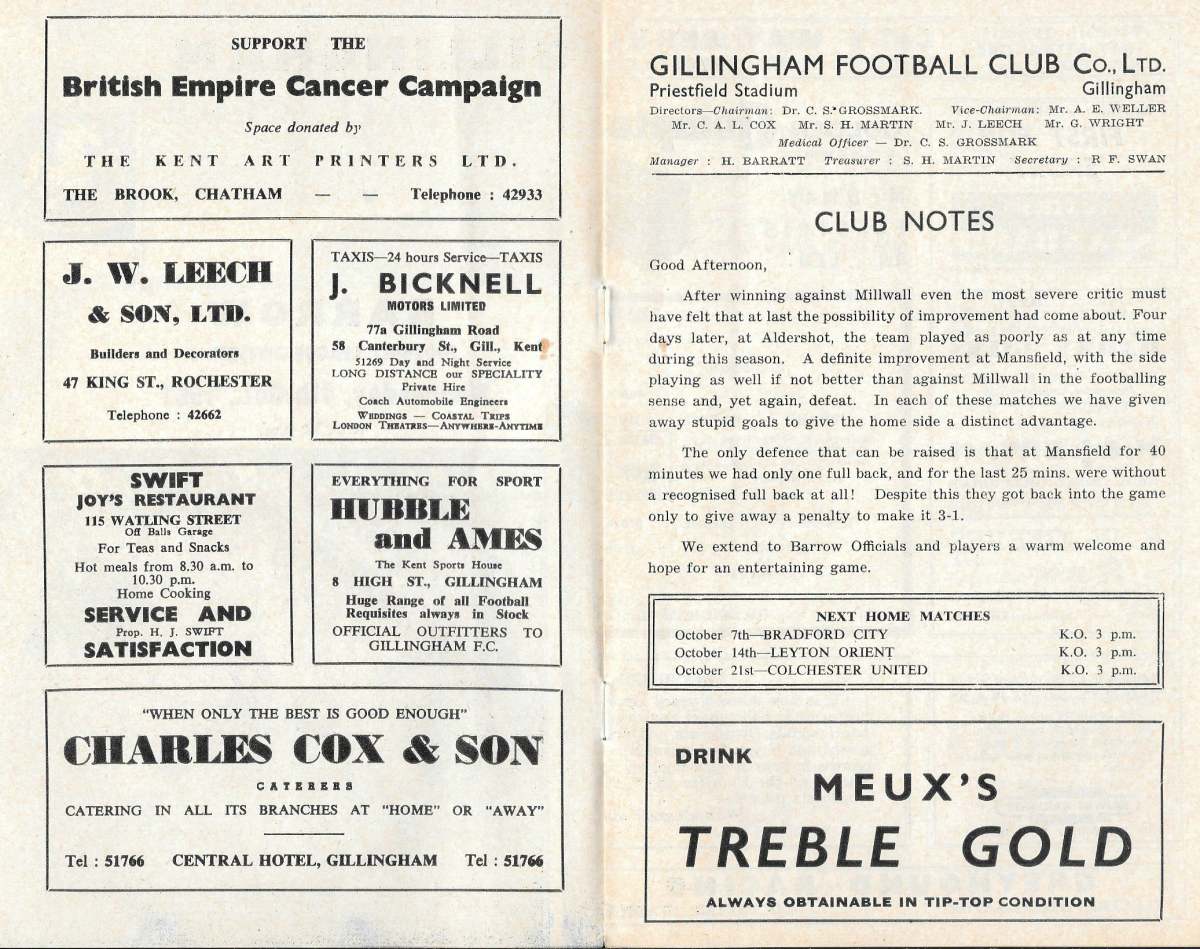 SUPPORT THE
British Empire Cancer Campaign
Space donated by
THE KENT ART PRINTERS LTD.
THE BROOK, CHATHAM — — Telephone : 42933
J. W. LEECH
& SON, LTD.
Builders and Decorators
47 KING ST., ROCHESTER
Telephone : 42662
TAXIS—24 hours Service—TAXIS
J. BICKNELL
MOTORS LIMITED
77a Gillingham Road
58 Canterbury St., Gill., Kent
51269 Day and Night Service
LONG DISTANCE our SPECIALITY
Private Hire
Coach Automobile Engineers
WEDDINGS — COASTAL TRIPS
LONDON THEATRES—ANYWHERE-ANYTIME
SWIFT
JOY'S RESTAURANT
115 WATLING STREET
Off Balls Garage
For Teas and Snacks
Hot meals from 8.30 a.m. to
10.30 p.m.
Home Cooking
SERVICE AND
Prop. H. J. SWIFT
SATISFACTION
EVERYTHING FOR SPORT
HUBBLE
and AMES
The Kent Sports House
8 HIGH ST., GILLINGHAM
Huge Range of all Football
Requisites always in Stock
OFFICIAL OUTFITTERS TO
GILLINGHAM F.C.
"WHEN ONLY THE BEST IS GOOD ENOUGH"
CHARLES COX & SON
CATERERS
CATERING IN ALL ITS BRANCHES AT "HOME" OR "AWAY"
Tel : 51766 CENTRAL HOTEL, GILLINGHAM Tel : 51766
GILLINGHAM FOOTBALL CLUB Co., LTD.
Priestfield Stadium Gillingham
Directors—Chairman: Dr. C. S. GROSSMARK. Vice-Chairman: Mr. A. E. WELLER
Mr. C. A. L. COX Mr. S. H. MARTIN Mr. J. LEECH Mr. G. WRIGHT
Medical Officer — Dr. C. S. GROSSMARK
Manager : H. BARRATT Treasurer : S. H. MARTIN Secretary : R F. SWAN
CLUB NOTES
Good Afternoon,
After winning against Millwall even the most severe critic must
have felt that at last the possibility of improvement had come about. Four
days later, at Aldershot, the team played as poorly as at any time
during this season. A definite improvement at Mansfield, with the side
playing as well if not better than against Millwall in the footballing
sense and, yet again, defeat. In each of these matches we have given
away stupid goals to give the home side a distinct advantage.
The only defence that can be raised is that at Mansfield for 40
minutes we had only one full back, and for the last 25 mins. were without
a recognised full back at all! Despite this they got back into the game
only to give away a penalty to make it 3-1.
We extend to Barrow Officials and players a warm welcome and
hope for an entertaining game.
NEXT HOME MATCHES
October 7th—BRADFORD CITY K.O. 3 p.m.
October 14th—LEYTON ORIENT K.O. 3 p.m.
October 21st—COLCHESTER UNITED K.O. 3 p.m.
DRINK
MEUX'S
TREBLE GOLD
ALWAYS OBTAINABLE IN TIP-TOP CONDITION